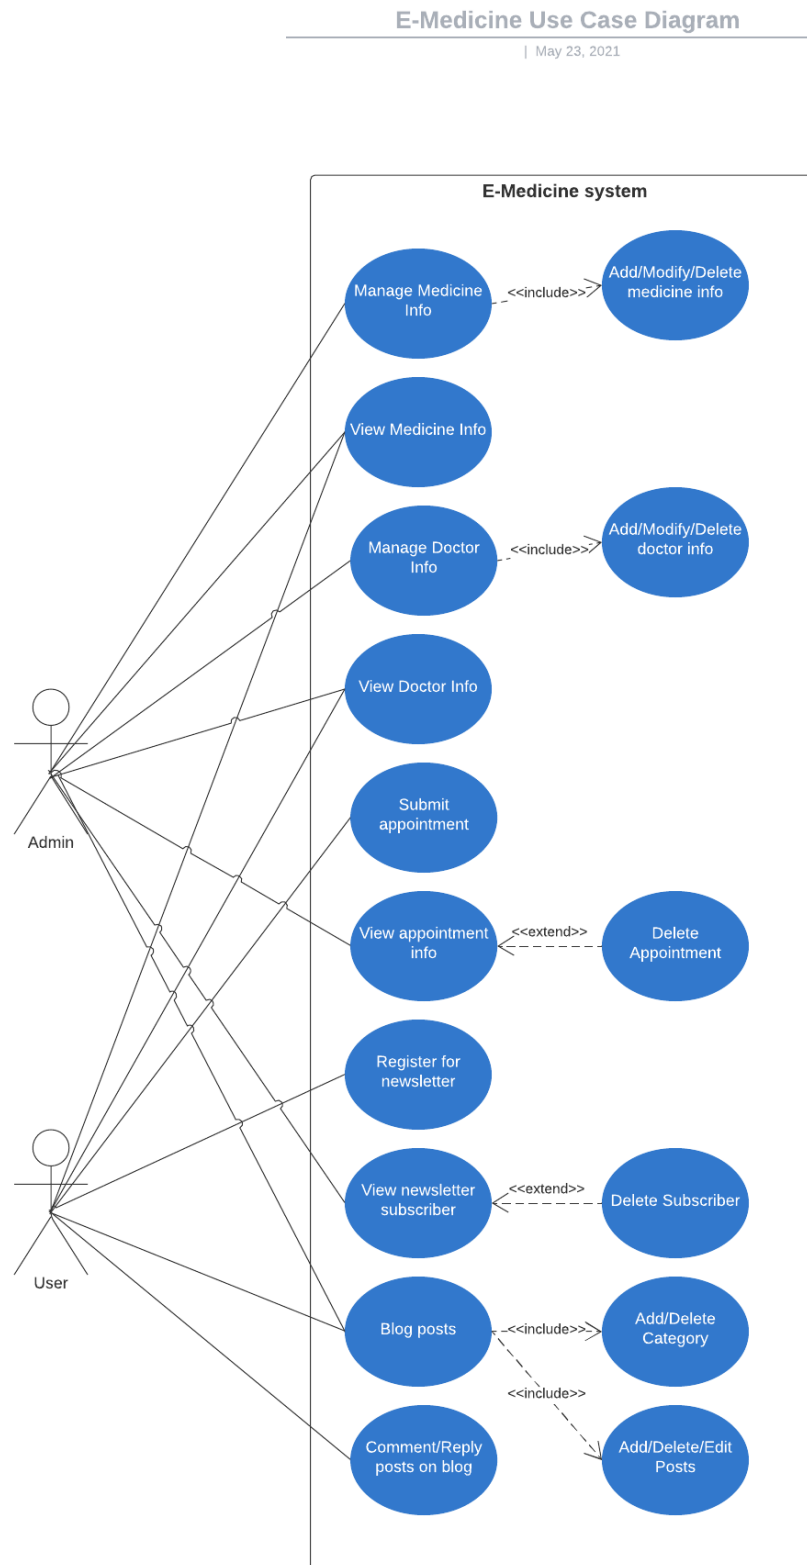 E-Medicine Use Case Diagram
| May 23, 2021
E-Medicine system
Manage Medicine
Info
<<include>>
Add/Modify/Delete
medicine info
View Medicine Info
Manage Doctor
Info
<<include>>
Add/Modify/Delete
doctor info
View Doctor Info
Admin
Submit
appointment
View appointment
info
<<extend>>
Delete
Appointment
Register for
newsletter
User
View newsletter
subscriber
<<extend>>
Delete Subscriber
Blog posts
<<include>>
Add/Delete
Category
<<include>>
Comment/Reply
posts on blog
Add/Delete/Edit
Posts